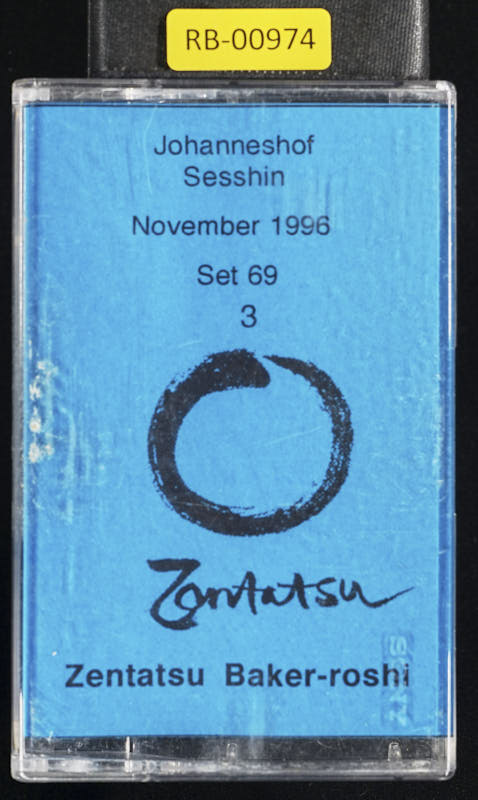 RB-00974
Johanneshof
Sesshin
November 1996
Set 69
3
Zentatsu
Zentatsu Baker-roshi